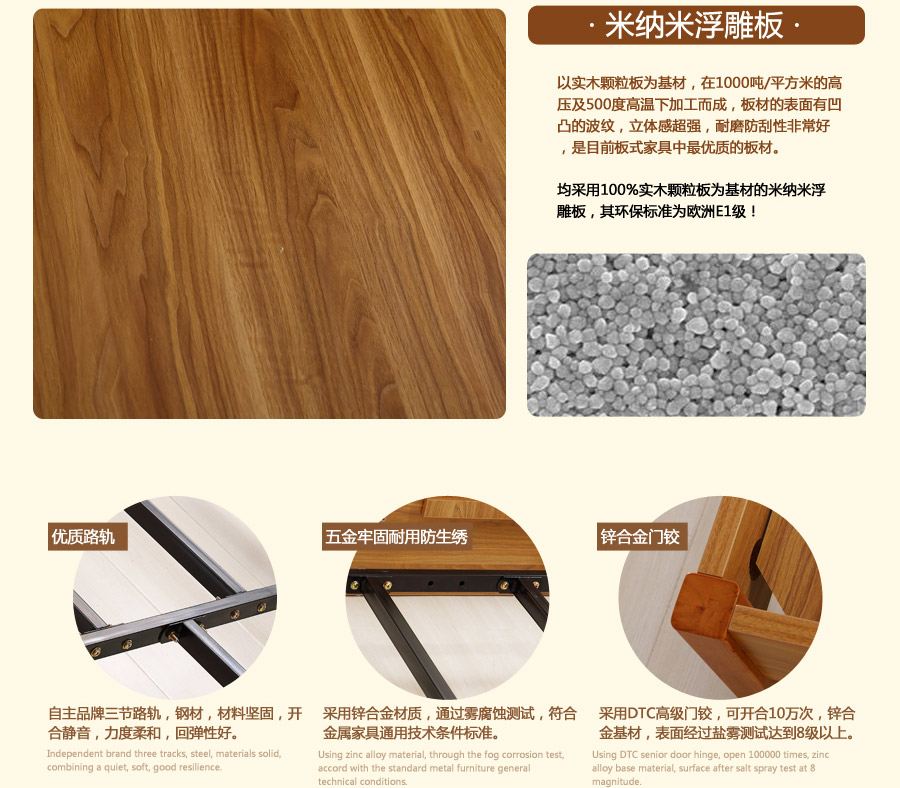 · 米纳米浮雕板 ·
以实木颗粒板为基材，在1000吨/平方米的高
压及500度高温下加工而成，板材的表面有凹
凸的波纹，立体感超强，耐磨防刮性非常好
，是目前板式家具中最优质的板材。
均采用100%实木颗粒板为基材的米纳米浮
雕板，其环保标准为欧洲E1级！
优质路轨
五金牢固耐用防生绣
锌合金门铰
自主品牌三节路轨，钢材，材料坚固，开
合静音，力度柔和，回弹性好。
Independent brand three tracks, steel, materials solid,
combining a quiet, soft, good resilience.
采用锌合金材质，通过雾腐蚀测试，符合
金属家具通用技术条件标准。
Using zinc alloy material, through the fog corrosion test,
accord with the standard metal furniture general
technical conditions.
采用DTC高级门铰，可开合10万次，锌合
金基材，表面经过盐雾测试达到8级以上。
Using DTC senior door hinge, open 100000 times, zinc
alloy base material, surface after salt spray test at 8
magnitude.